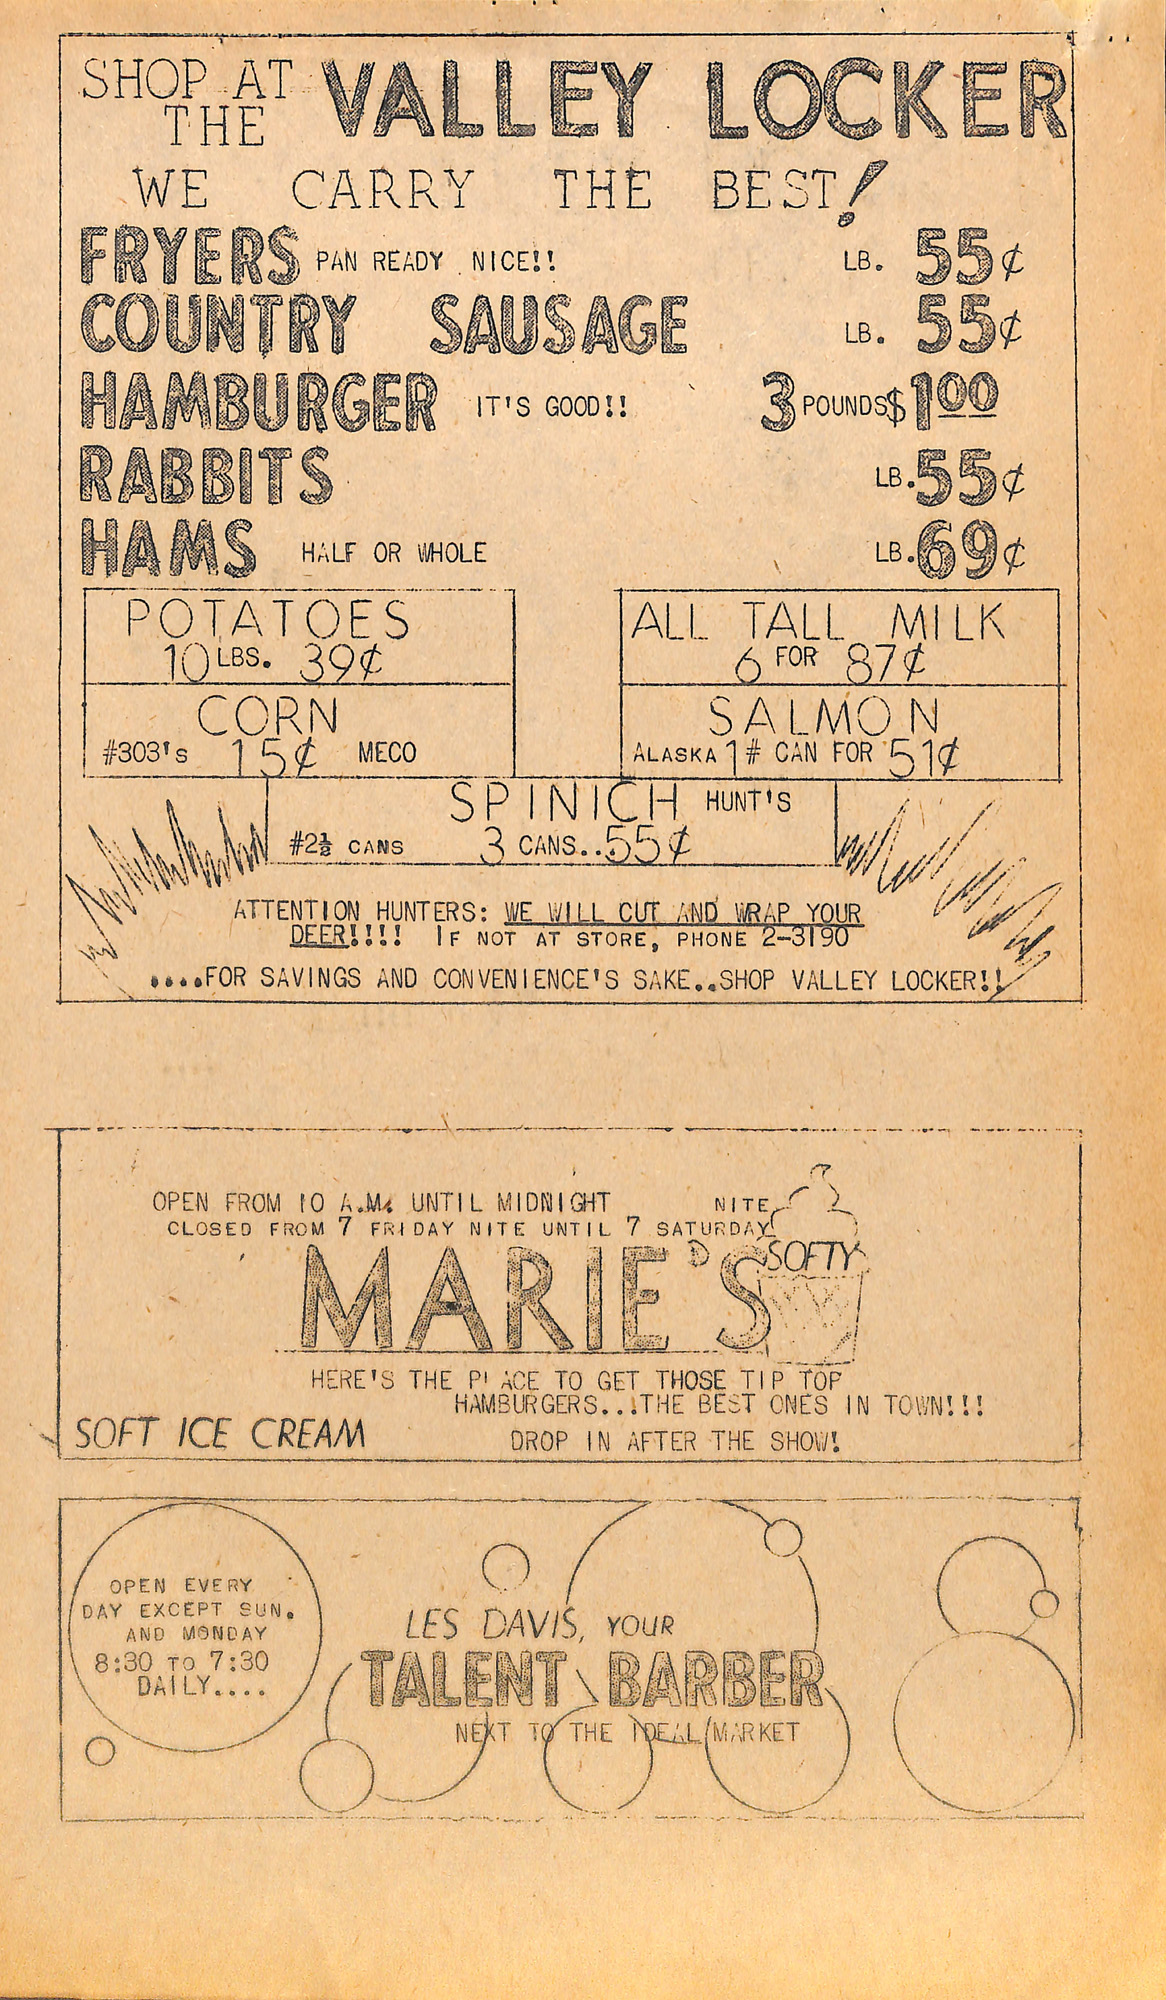 SHOP AT THE VALLEY LOCKER
WE CARRY THE BEST!
FRYERS PAN READY NICE!! LB. 55¢
COUNTRY SAUSAGE LB. 55¢
HAMBURGER IT'S GOOD!! 3 POUNDS $1 00
RABBITS LB. 55¢
HAMS HALF OR WHOLE LB. 69¢
POTATOES
10 LBS. 39¢
ALL TALL MILK
6 FOR 87¢
CORN
#303's 15¢ MECO
SALMON
ALASKA 1# CAN FOR 51¢
SPINICH HUNT'S
#2½ CANS 3 CANS..55¢
ATTENTION HUNTERS: WE WILL CUT AND WRAP YOUR
DEER!!!! IF NOT AT STORE, PHONE 2-3190
....FOR SAVINGS AND CONVENIENCE'S SAKE..SHOP VALLEY LOCKER!!
OPEN FROM 10 A.M. UNTIL MIDNIGHT NITE
CLOSED FROM 7 FRIDAY NITE UNTIL 7 SATURDAY
MARIE'S
SOFTY
HERE'S THE PLACE TO GET THOSE TIP TOP
HAMBURGERS...THE BEST ONES IN TOWN!!!
SOFT ICE CREAM DROP IN AFTER THE SHOW!
OPEN EVERY
DAY EXCEPT SUN.
AND MONDAY
8:30 TO 7:30
DAILY....
LES DAVIS, YOUR
TALENT BARBER
NEXT TO THE IDEAL MARKET